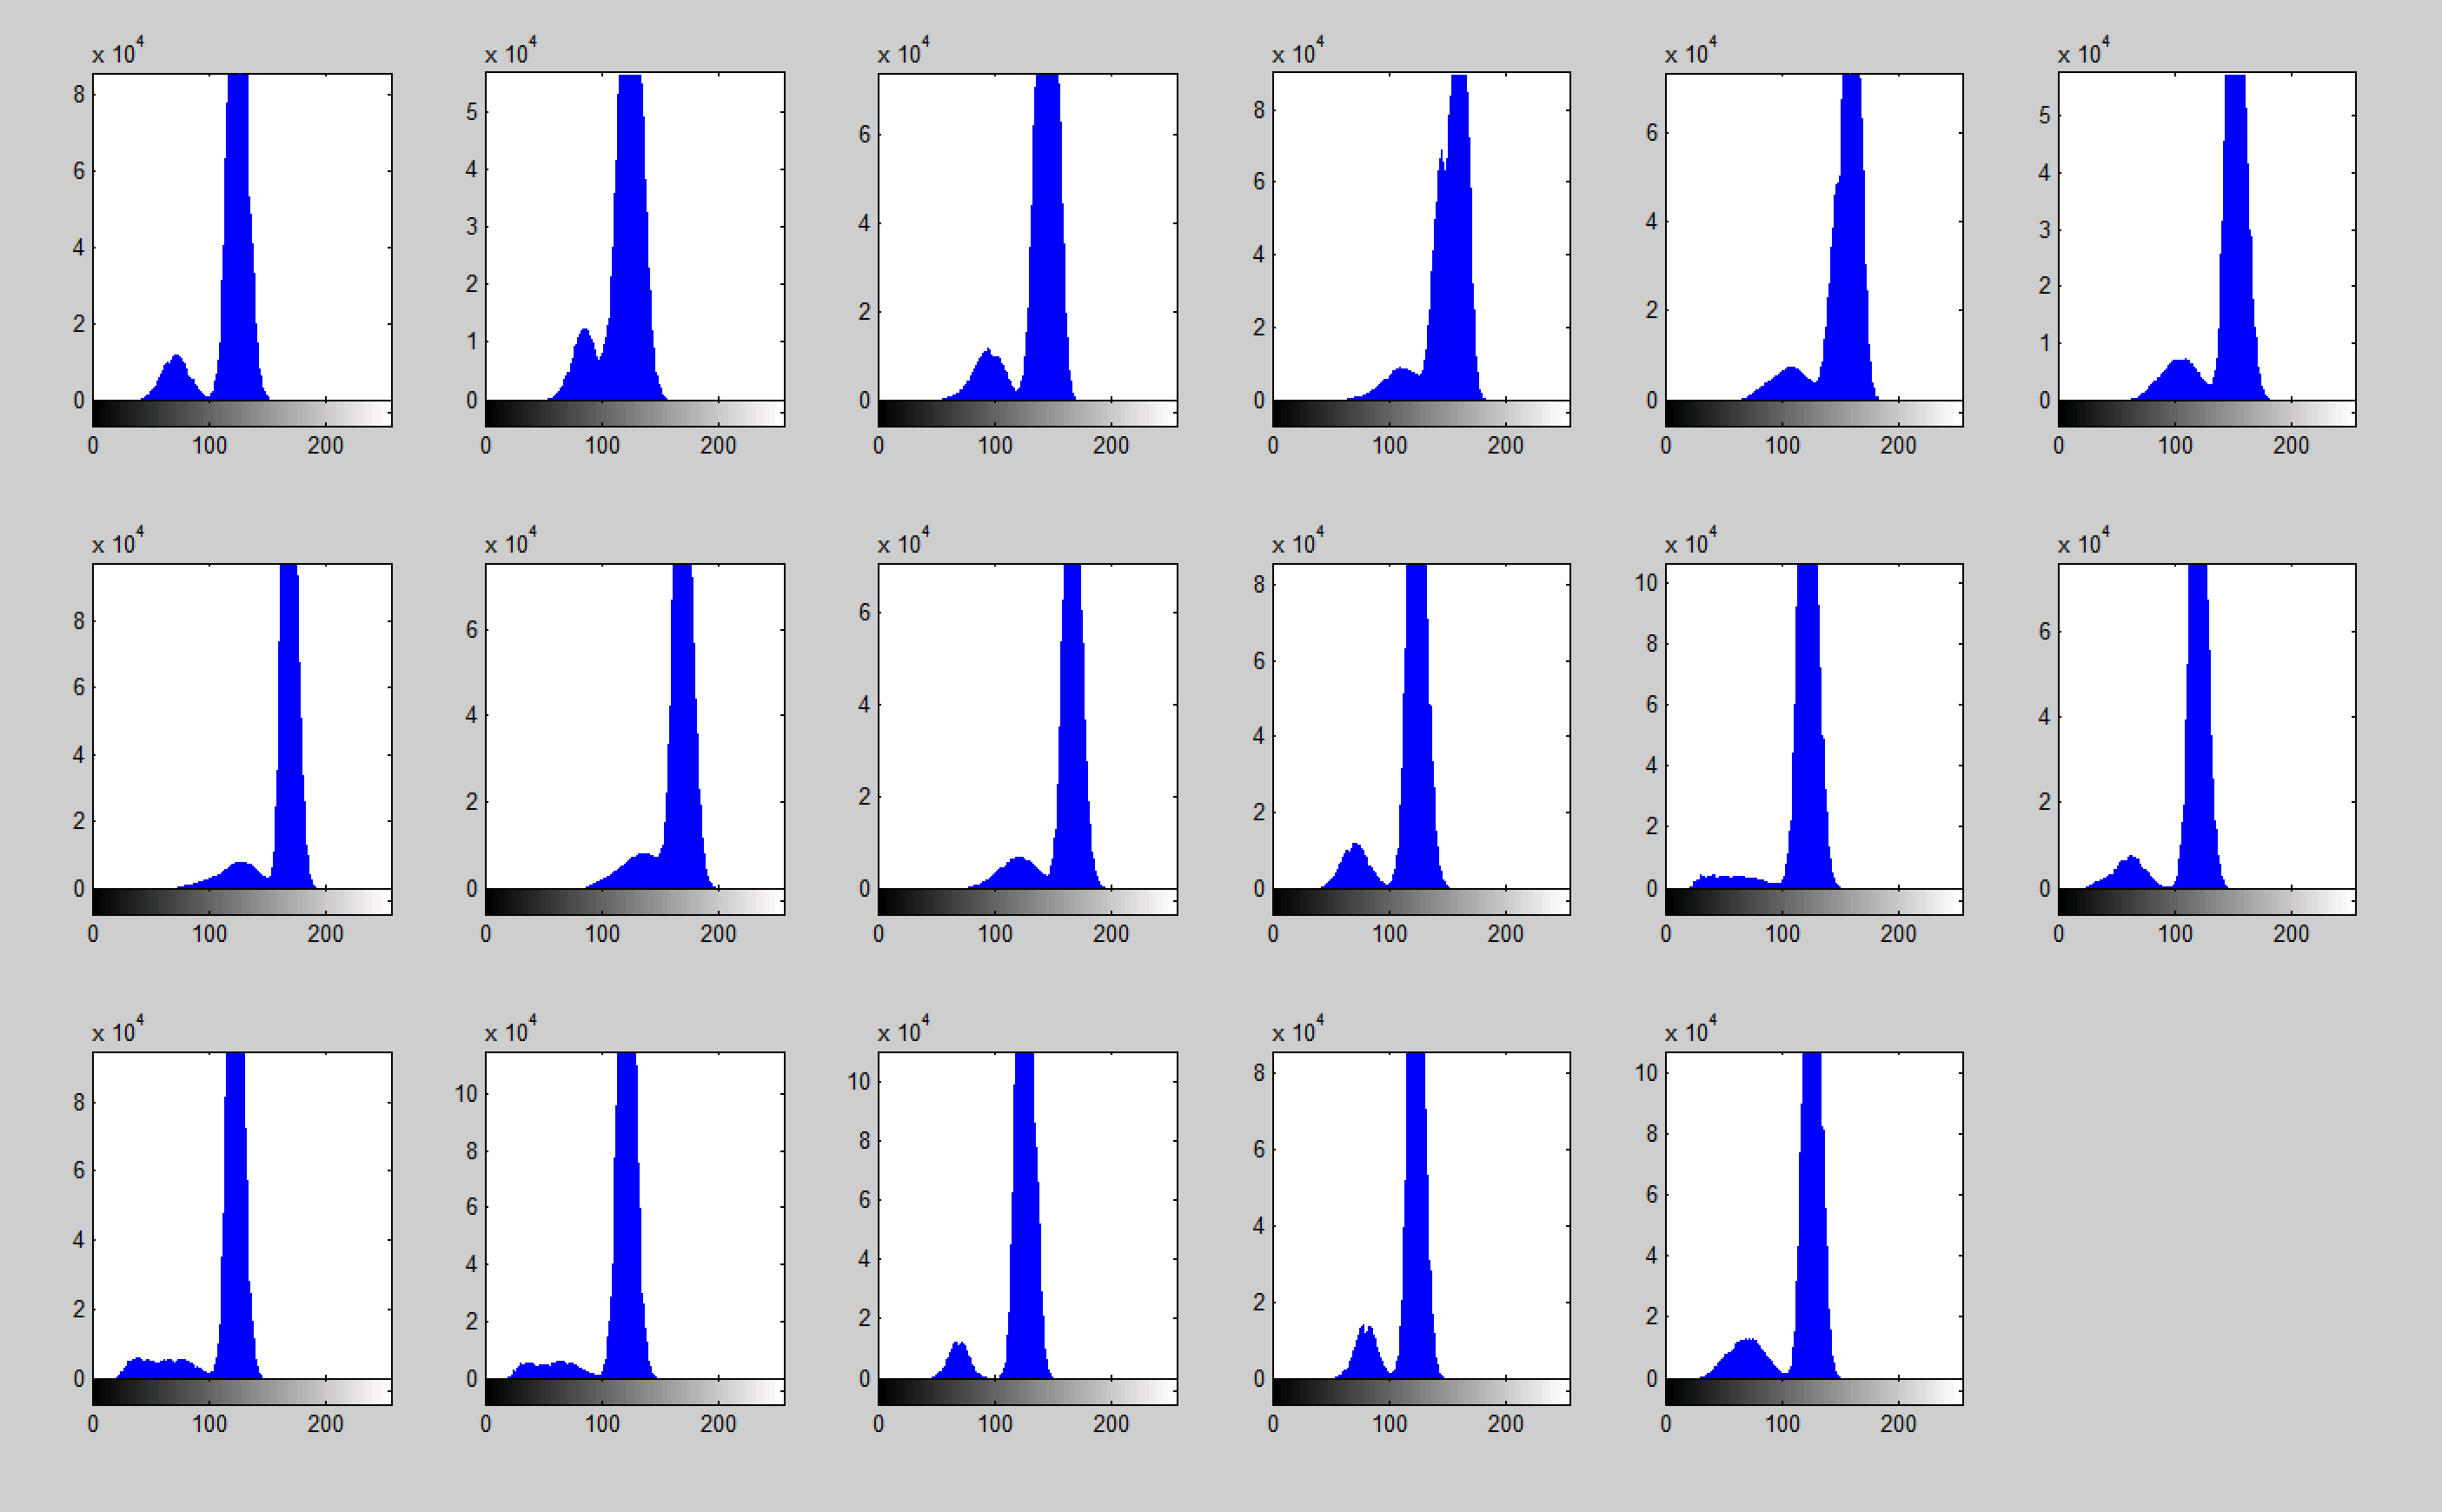 x 10^4 x 10^4 x 10^4 x 10^4 x 10^4 x 10^4
8 5 6 8 6 5
6 4 4 6 4 4
4 3 2 4 2 3
2 2 0 2 0 2
0 1 0 1
0 0
0 100 200 0 100 200 0 100 200 0 100 200 0 100 200 0 100 200
x 10^4 x 10^4 x 10^4 x 10^4 x 10^4 x 10^4
8 6 6 8 10 6
6 4 4 6 8 4
4 2 2 4 6 2
2 0 0 2 4 0
0 0 2
0
0 100 200 0 100 200 0 100 200 0 100 200 0 100 200 0 100 200
x 10^4 x 10^4 x 10^4 x 10^4 x 10^4
8 10 10 8 10
6 8 8 6 8
4 6 6 4 6
2 4 4 2 4
0 2 2 0 2
0 0 0
0 100 200 0 100 200 0 100 200 0 100 200 0 100 200